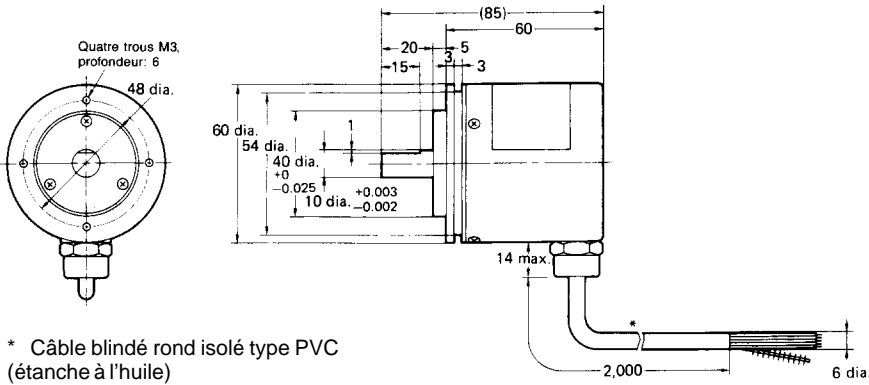 (85)
60
20
5
3
15
3
Quatre trous M3,
profondeur: 6
48 dia.
60 dia.
54 dia.
1
40 dia.
+0
−0.025
10 dia.
+0.003
−0.002
14 max.
*
2,000
6 dia.
* Câble blindé rond isolé type PVC
(étanche à l'huile)